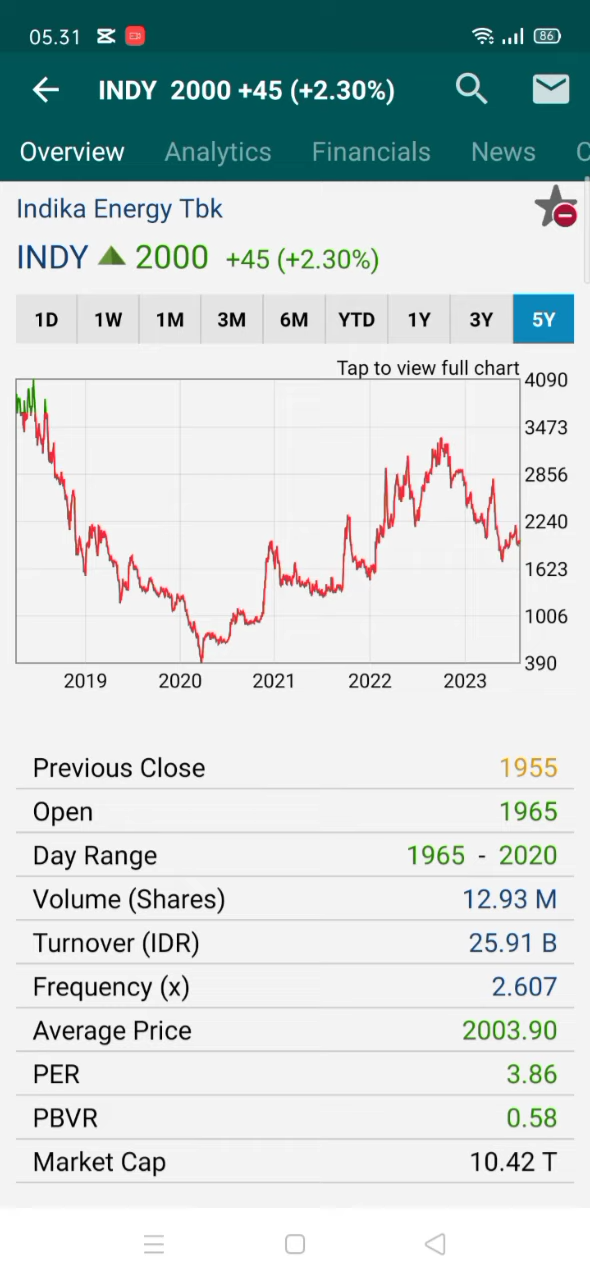 05.31 86
INDY 2000 +45 (+2.30%)
Overview Analytics Financials News C
Indika Energy Tbk
INDY 2000 +45 (+2.30%)
1D 1W 1M 3M 6M YTD 1Y 3Y 5Y
Tap to view full chart
4090
3473
2856
2240
1623
1006
390
2019 2020 2021 2022 2023
Previous Close 1955
Open 1965
Day Range 1965 - 2020
Volume (Shares) 12.93 M
Turnover (IDR) 25.91 B
Frequency (x) 2.607
Average Price 2003.90
PER 3.86
PBVR 0.58
Market Cap 10.42 T